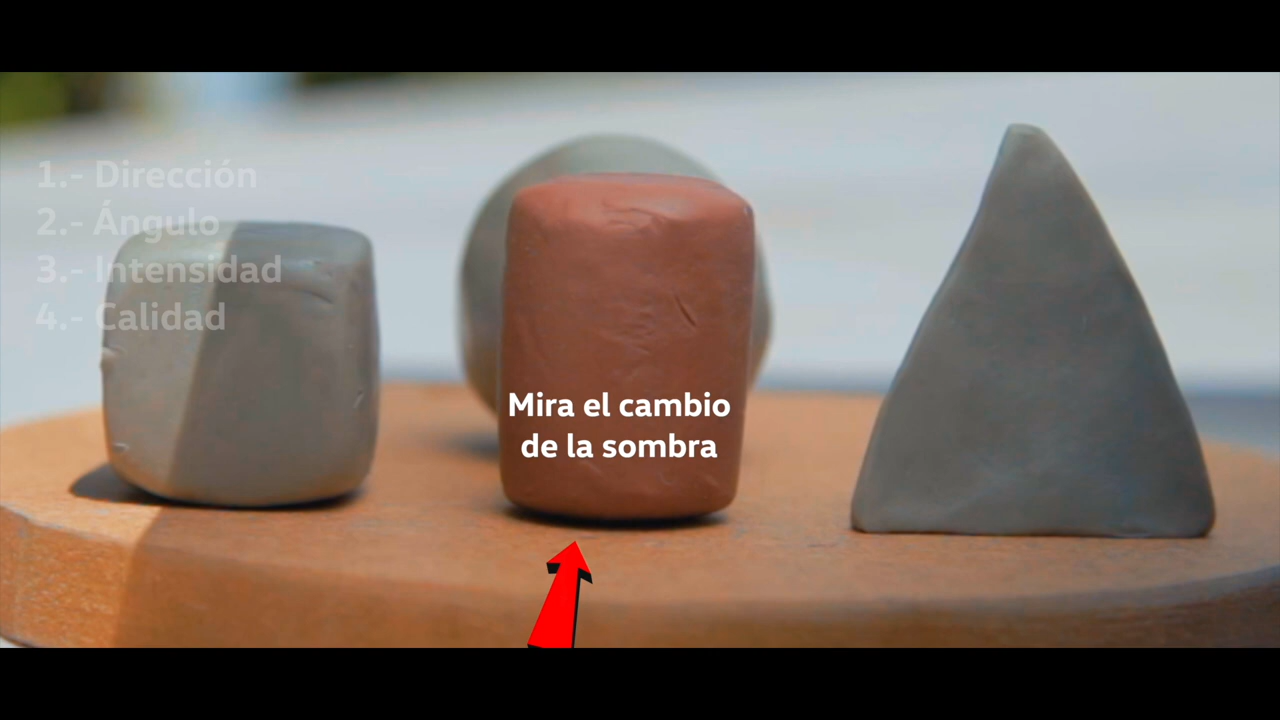 1.- Dirección
2.- Ángulo
3.- Intensidad
4.- Calidad
Mira el cambio
de la sombra